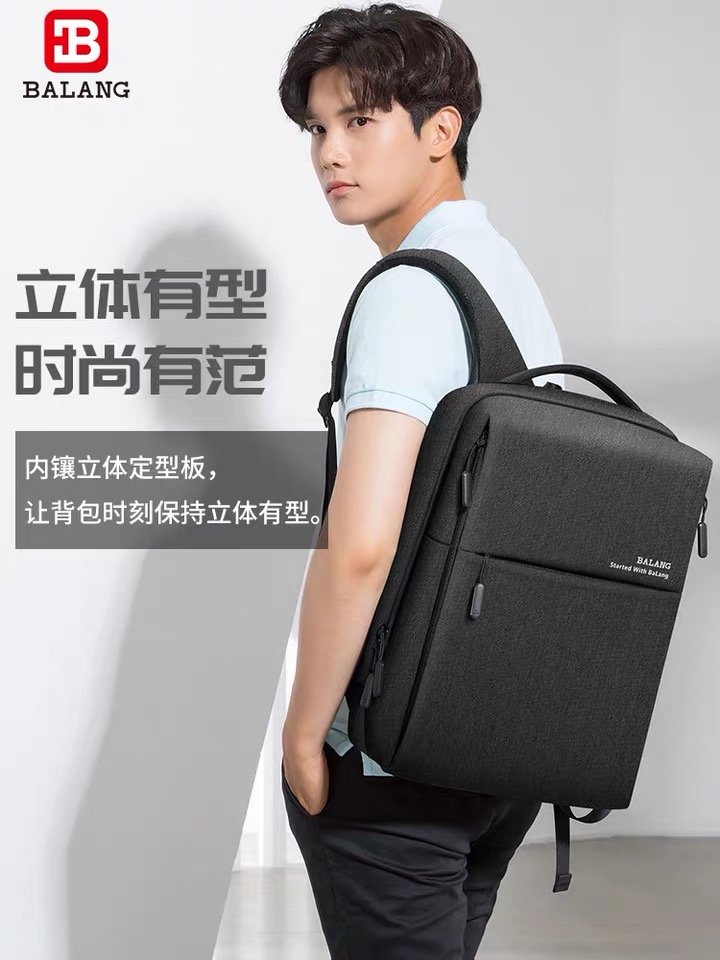 B
BALANG
立体有型
时尚有范
内镶立体定型板，
让背包时刻保持立体有型。
BALANG
Started With BaLang